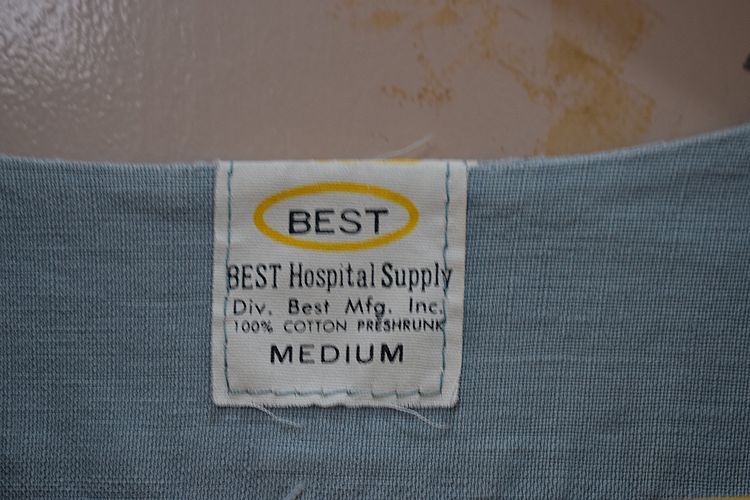 BEST
BEST Hospital Supply
Div. Best Mfg. Inc.
100% COTTON PRESHRUNK
MEDIUM